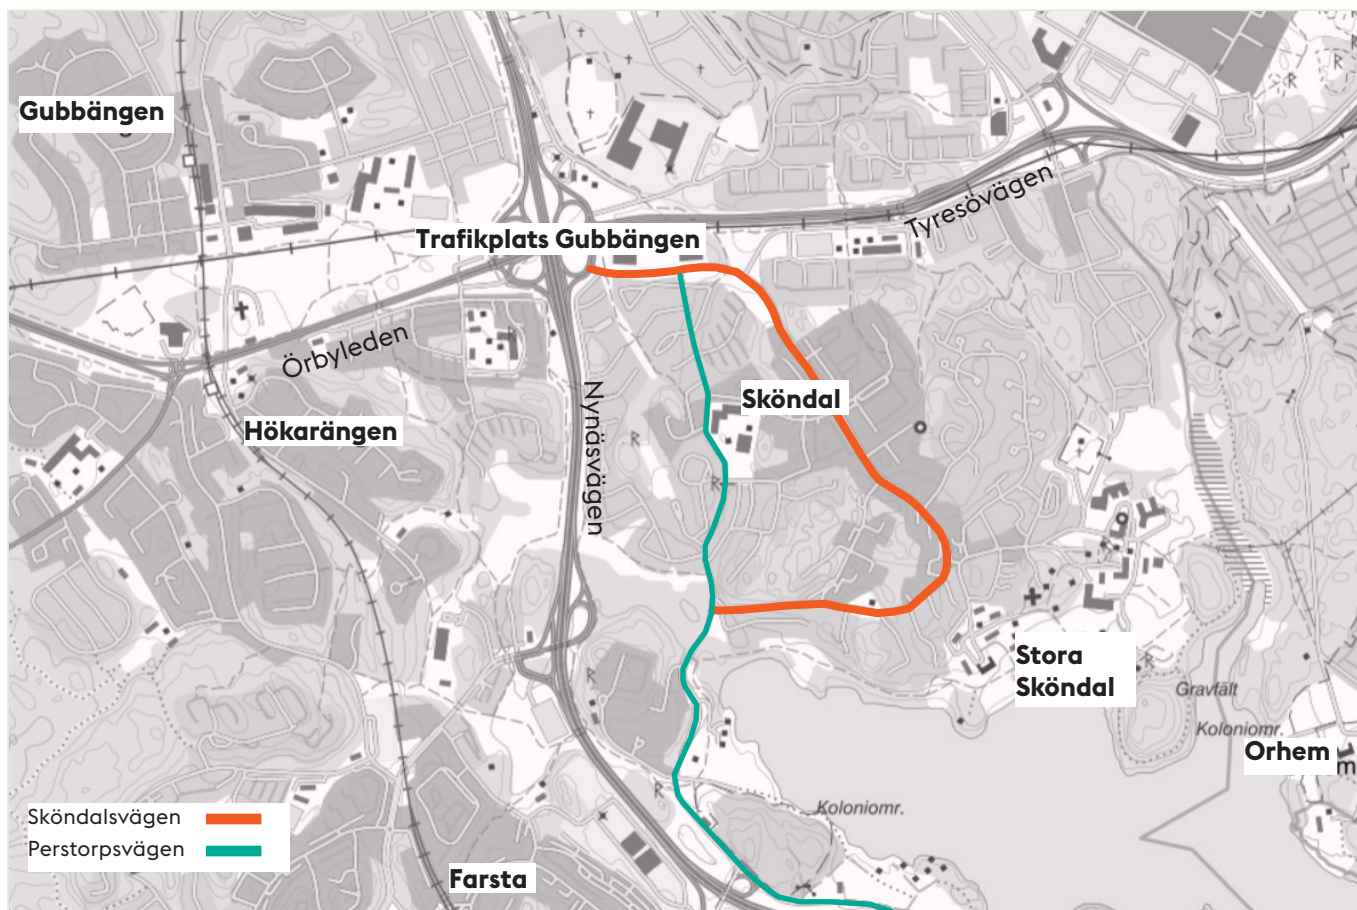 Gubbängen
Tyresövägen
Trafikplats Gubbängen
Örbyleden
Nynäsvägen
Sköndal
Hökarängen
R
R
Stora
Sköndal
R
R
Gravfält
Koloniomr.
Orhem
R
Koloniomr.
Sköndalsvägen
Perstorpsvägen
Farsta